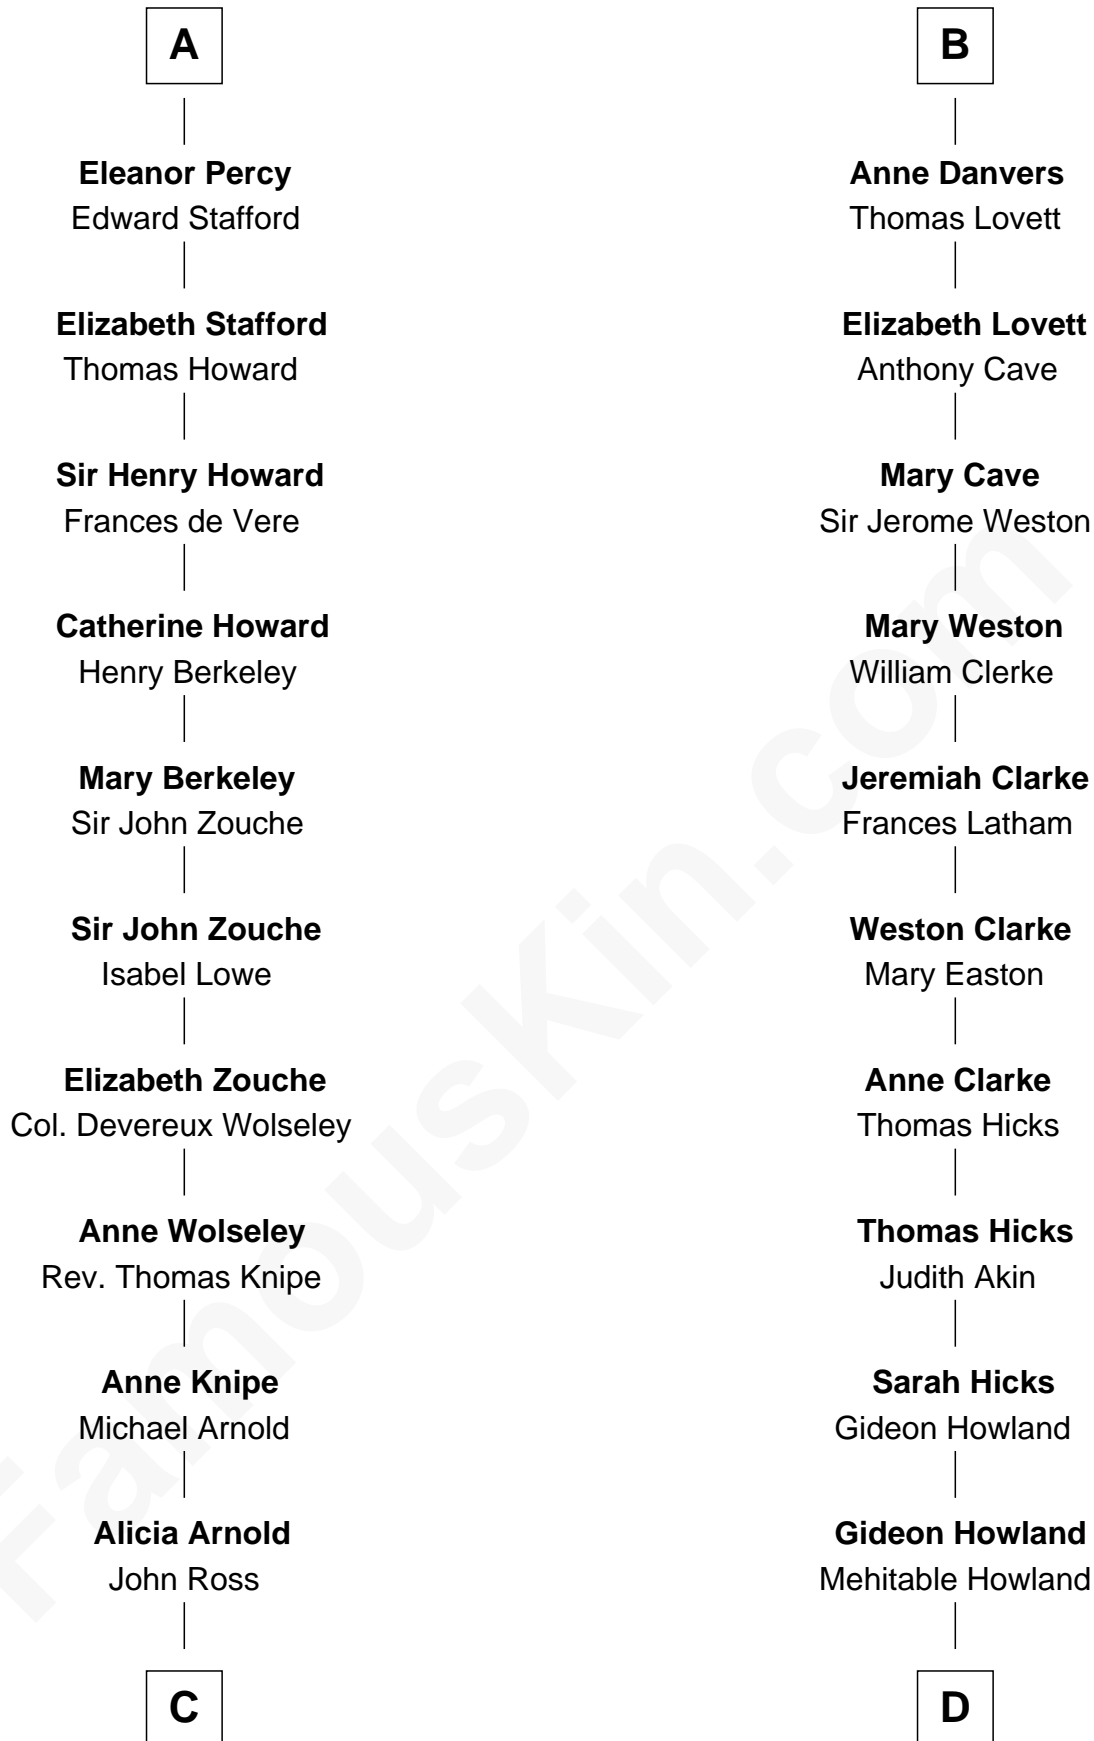 A
Eleanor Percy
Edward Stafford
Elizabeth Stafford
Thomas Howard
Sir Henry Howard
Frances de Vere
Catherine Howard
Henry Berkeley
Mary Berkeley
Sir John Zouche
Sir John Zouche
Isabel Lowe
Elizabeth Zouche
Col. Devereux Wolseley
Anne Wolseley
Rev. Thomas Knipe
Anne Knipe
Michael Arnold
Alicia Arnold
John Ross
C
B
Anne Danvers
Thomas Lovett
Elizabeth Lovett
Anthony Cave
Mary Cave
Sir Jerome Weston
Mary Weston
William Clerke
Jeremiah Clarke
Frances Latham
Weston Clarke
Mary Easton
Anne Clarke
Thomas Hicks
Thomas Hicks
Judith Akin
Sarah Hicks
Gideon Howland
Gideon Howland
Mehitable Howland
D
FamousKin.com